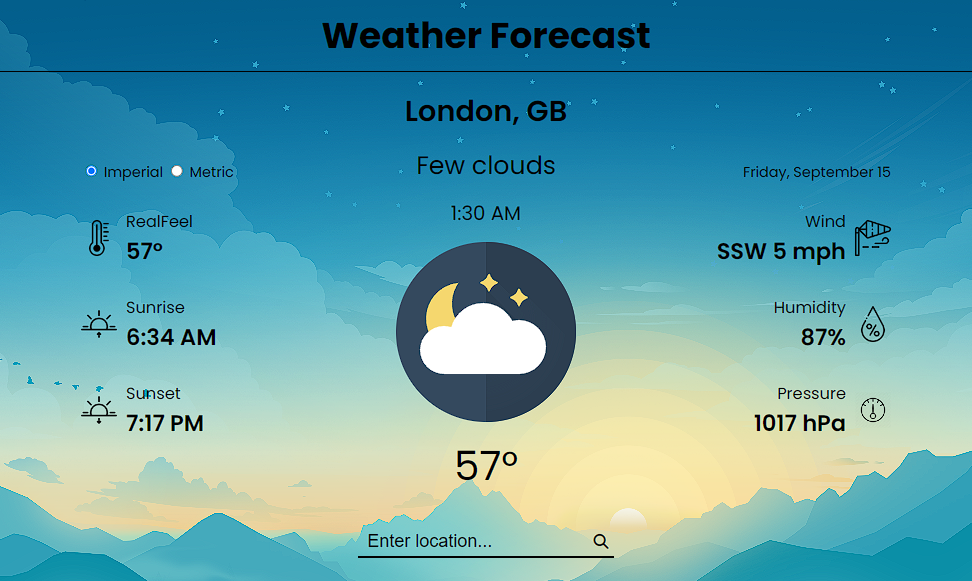 Weather Forecast
London, GB
Few clouds
Imperial Metric
Friday, September 15
1:30 AM
RealFeel
57°
Sunrise
6:34 AM
Sunset
7:17 PM
57°
Wind
SSW 5 mph
Humidity
87%
%
Pressure
1017 hPa
Enter location...